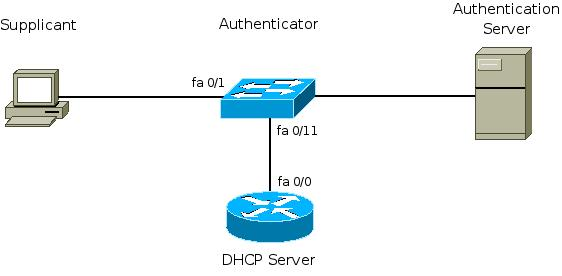 Supplicant
Authenticator
Authentication
Server
fa 0/1
fa 0/11
fa 0/0
DHCP Server